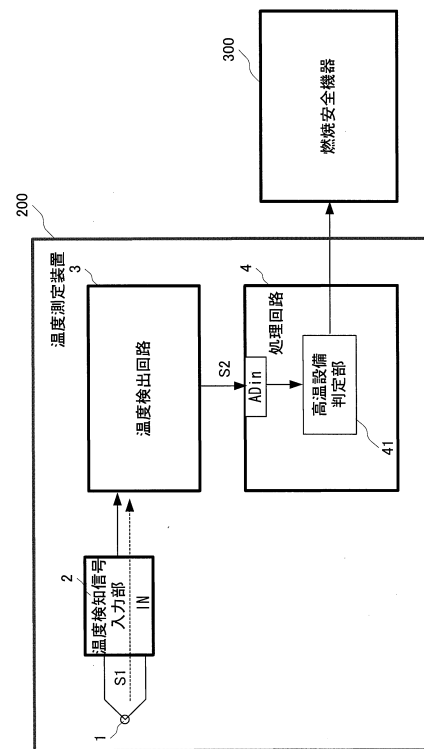 200
温度測定装置
1
S1
2
温度検知信号
入力部
IN
3
温度検出回路
S2
4
処理回路
ADin
高温設備
判定部
41
300
燃焼安全機器